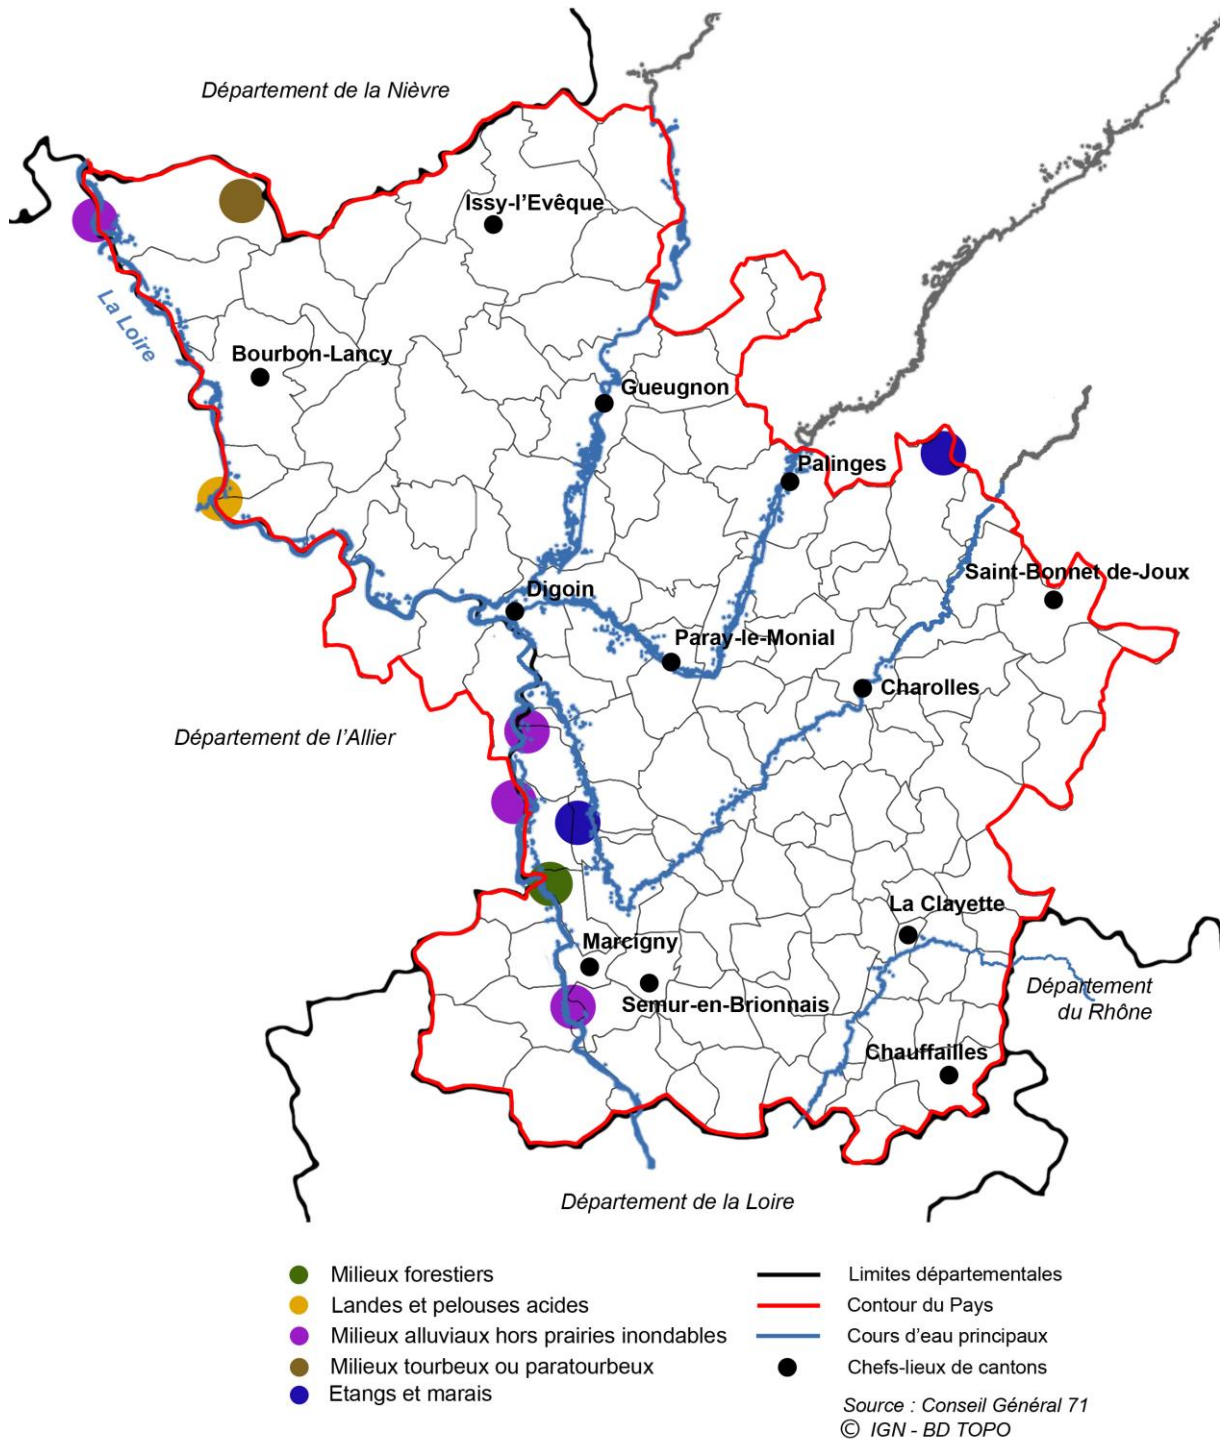 Département de la Nièvre
Issy-l'Evêque
La Loire
Bourbon-Lancy
Gueugnon
Palinges
Saint-Bonnet-de-Joux
Digoin
Paray-le-Monial
Charolles
Département de l'Allier
La Clayette
Marcigny
Semur-en-Brionnais
Département
du Rhône
Chauffailles
Département de la Loire
Milieux forestiers
Landes et pelouses acides
Milieux alluviaux hors prairies inondables
Milieux tourbeux ou paratourbeux
Etangs et marais
Limites départementales
Contour du Pays
Cours d'eau principaux
Chefs-lieux de cantons
Source : Conseil Général 71
© IGN - BD TOPO